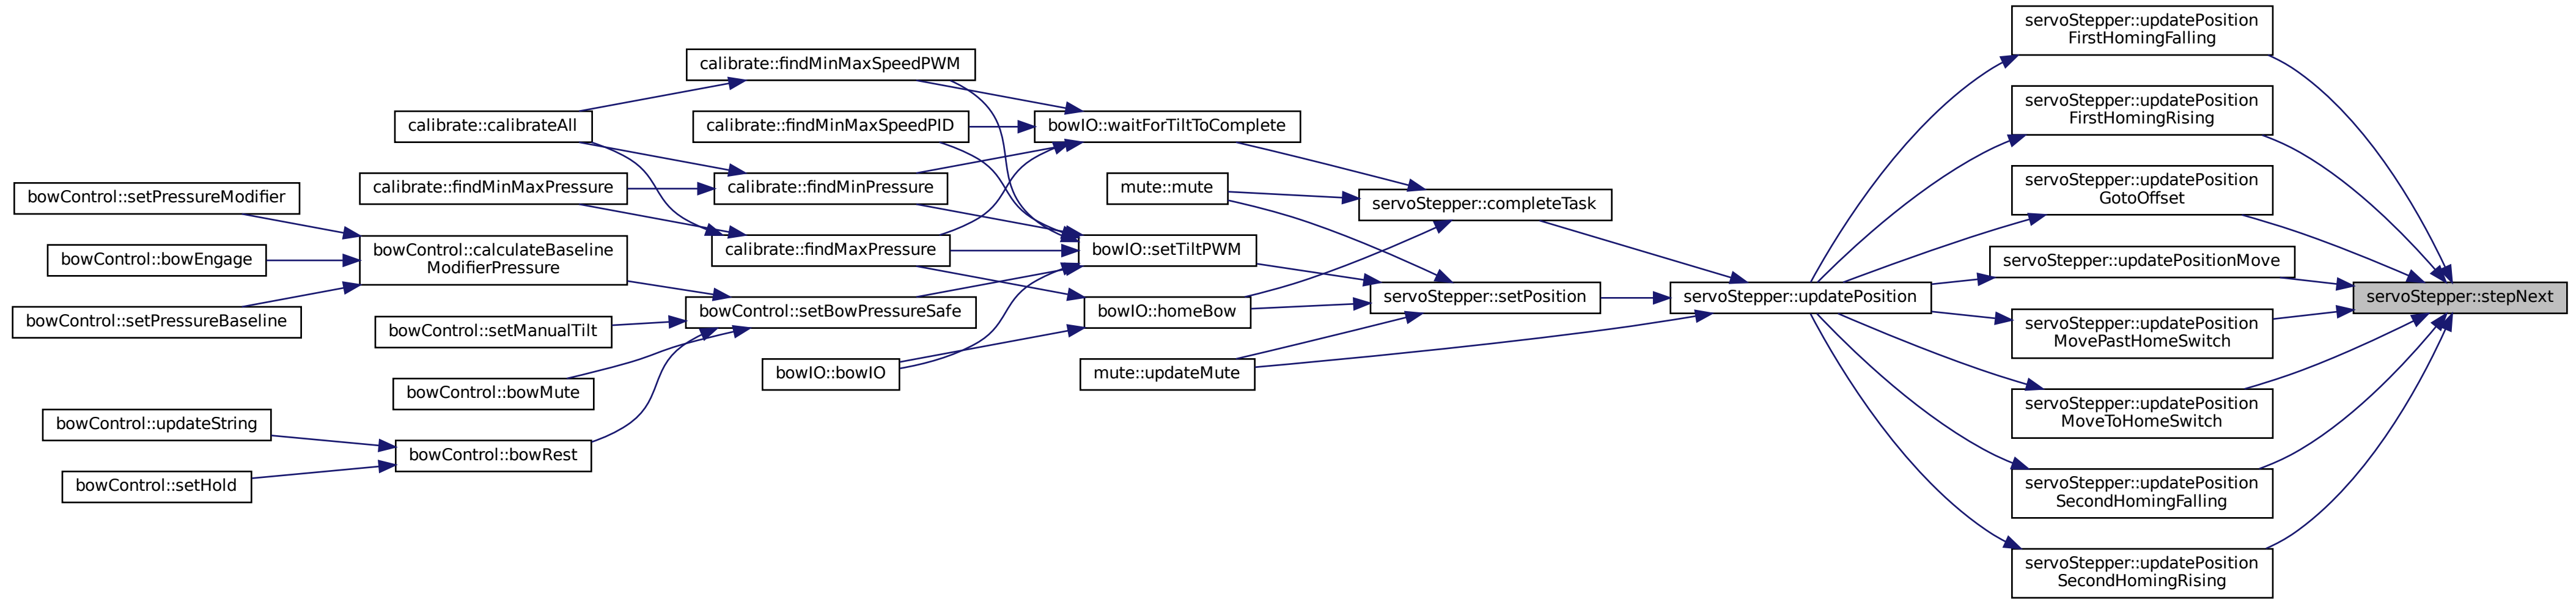 bowControl::setPressureModifier
bowControl::bowEngage
bowControl::setPressureBaseline
bowControl::updateString
bowControl::setHold
calibrate::calibrateAll
calibrate::findMinMaxPressure
bowControl::calculateBaseline
ModifierPressure
bowControl::setManualTilt
bowControl::bowMute
bowControl::bowRest
calibrate::findMinMaxSpeedPWM
calibrate::findMinMaxSpeedPID
calibrate::findMinPressure
calibrate::findMaxPressure
bowControl::setBowPressureSafe
bowIO::bowIO
bowIO::waitForTiltToComplete
mute::mute
bowIO::setTiltPWM
bowIO::homeBow
mute::updateMute
servoStepper::completeTask
servoStepper::setPosition
servoStepper::updatePosition
servoStepper::updatePosition
FirstHomingFalling
servoStepper::updatePosition
FirstHomingRising
servoStepper::updatePosition
GotoOffset
servoStepper::updatePositionMove
servoStepper::updatePosition
MovePastHomeSwitch
servoStepper::updatePosition
MoveToHomeSwitch
servoStepper::updatePosition
SecondHomingFalling
servoStepper::updatePosition
SecondHomingRising
servoStepper::stepNext